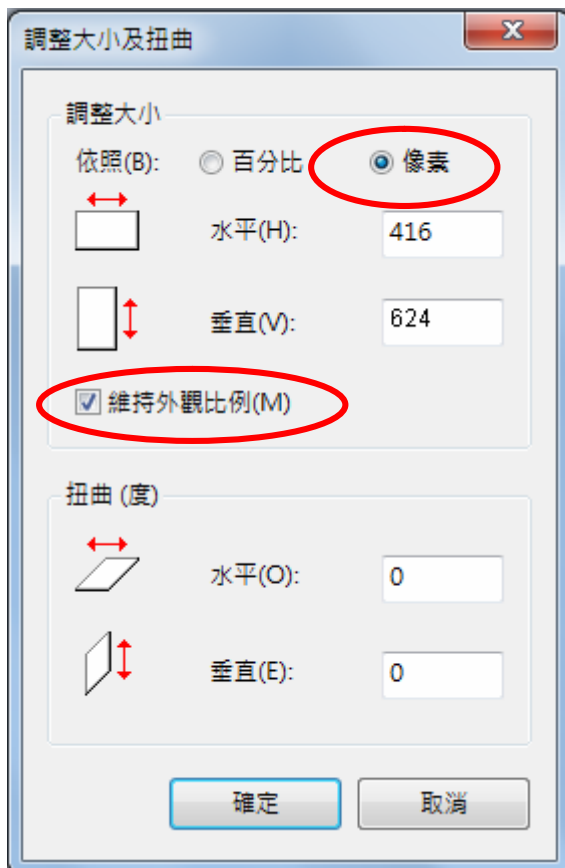 調整大小及扭曲
調整大小
依照(B): 百分比 像素
水平(H): 416
垂直(V): 624
維持外觀比例(M)
扭曲 (度)
水平(O): 0
垂直(E): 0
確定 取消